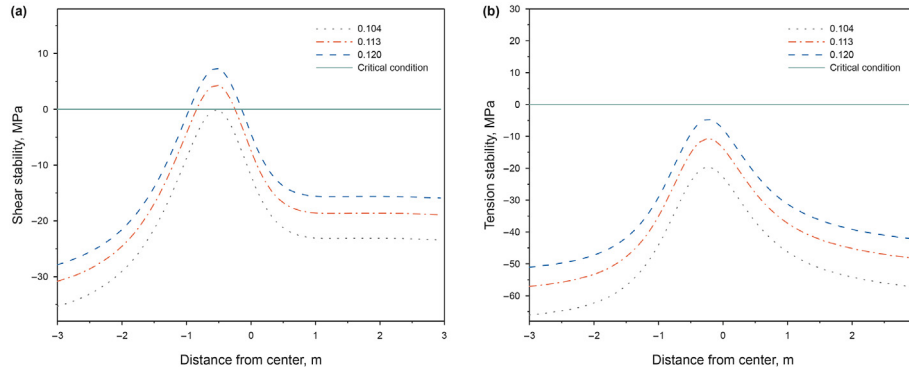 (a)
0.104
0.113
0.120
Critical condition
10
0
−10
−20
−30
Shear stability, MPa
−3 −2 −1 0 1 2 3
Distance from center, m
(b)
0.104
0.113
0.120
Critical condition
30
20
10
0
−10
−20
−30
−40
−50
−60
Tension stability, MPa
−3 −2 −1 0 1 2 3
Distance from center, m